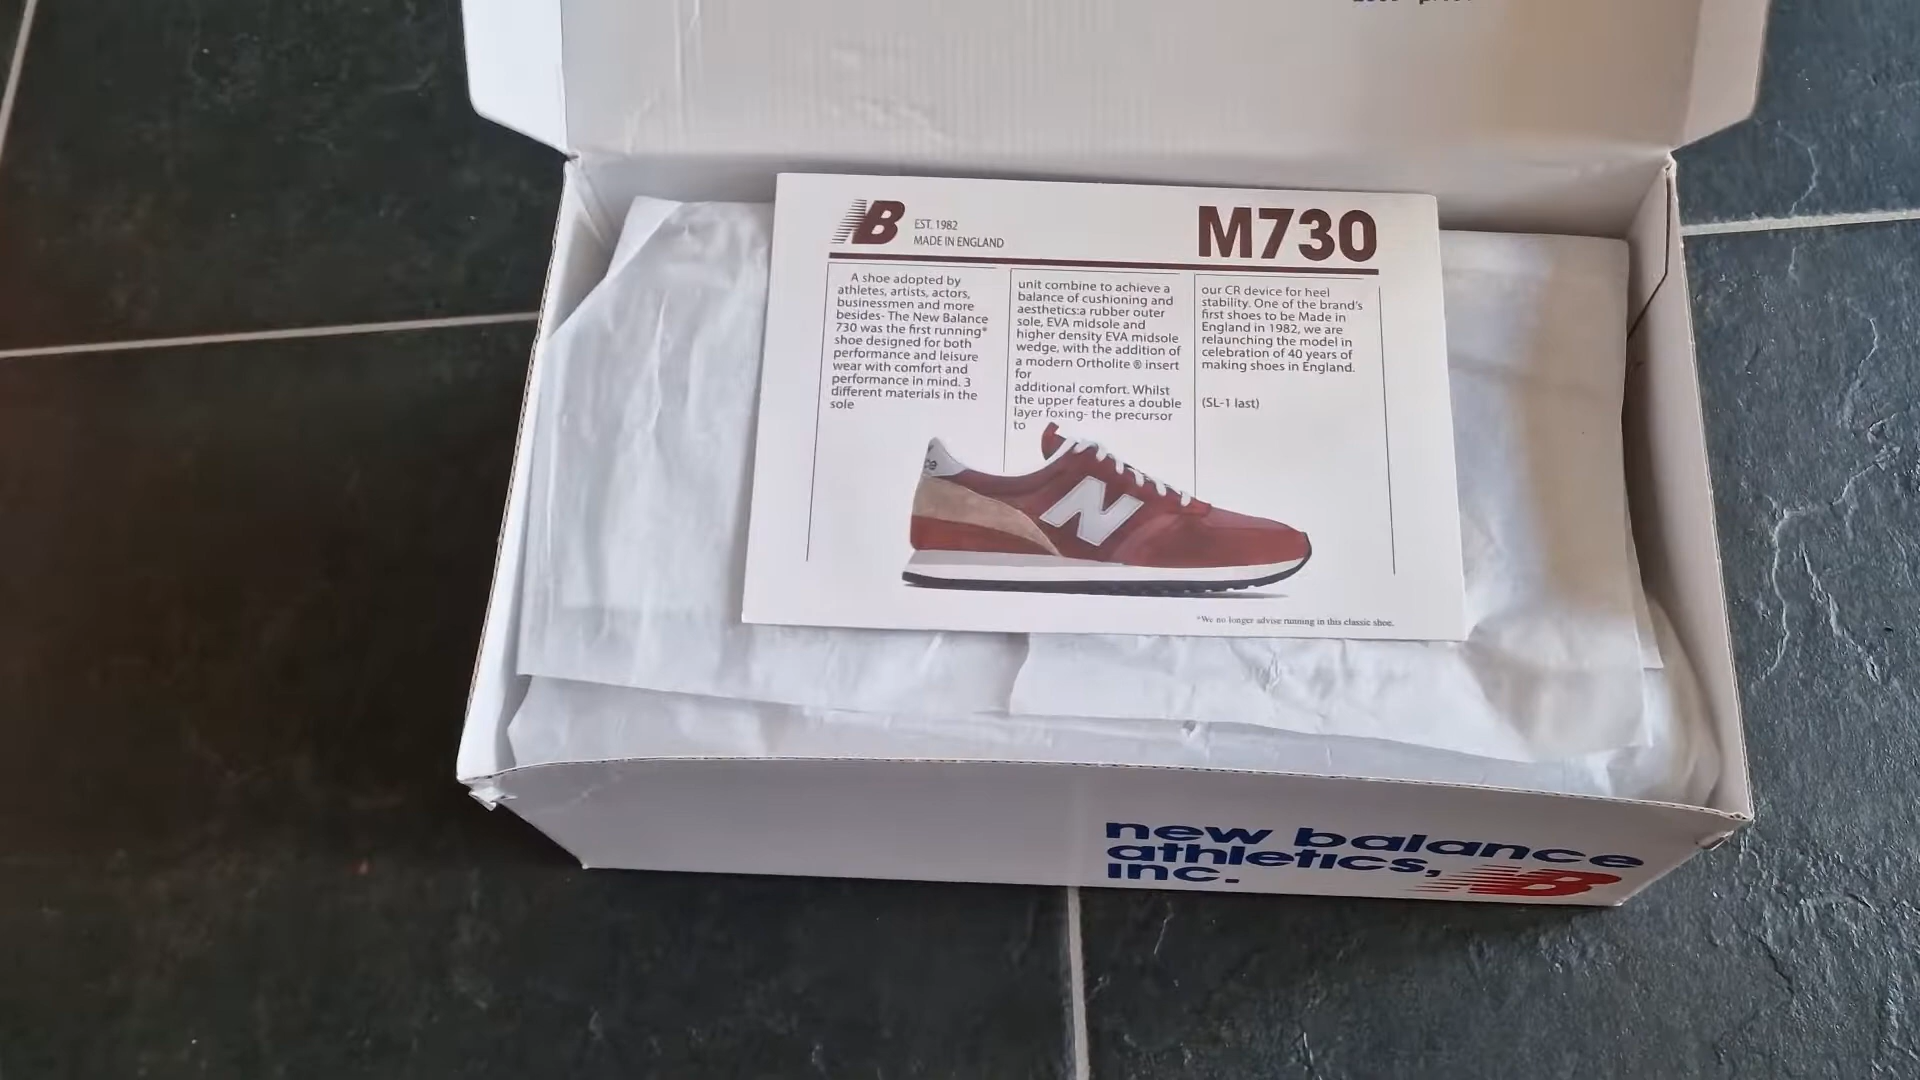 NB
EST. 1982
MADE IN ENGLAND
M730
A shoe adopted by
athletes, artists, actors,
businessmen and more
besides- The New Balance
730 was the first running*
shoe designed for both
performance and leisure
wear with comfort and
performance in mind. 3
different materials in the
sole
unit combine to achieve a
balance of cushioning and
aesthetics:a rubber outer
sole, EVA midsole and
higher density EVA midsole
wedge, with the addition of
a modern Ortholite ® insert
for
additional comfort. Whilst
the upper features a double
layer foxing- the precursor
to
our CR device for heel
stability. One of the brand's
first shoes to be Made in
England in 1982, we are
relaunching the model in
celebration of 40 years of
making shoes in England.
(SL-1 last)
N
*We no longer advise running in this classic shoe.
new balance
athletics,
inc. NB